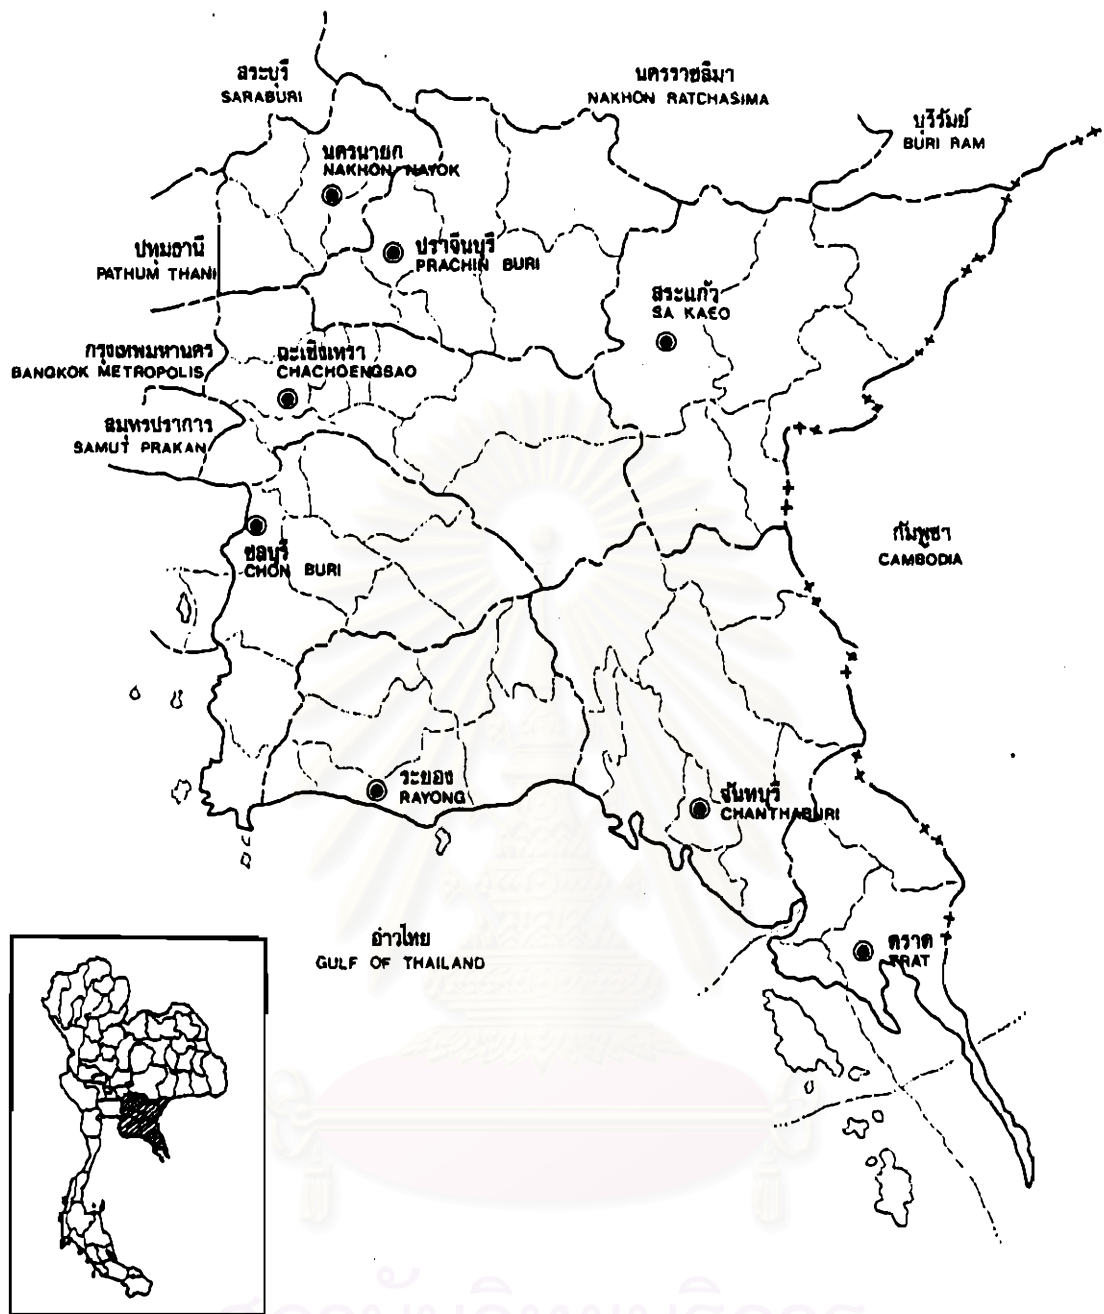 สระบุรี
SARABURI
นครราชสีมา
NAKHON RATCHASIMA
บุรีรัมย์
BURI RAM
นครนายก
NAKHON NAYOK
ปทุมธานี
PATHUM THANI
ปราจีนบุรี
PRACHIN BURI
สระแก้ว
SA KAEO
กรุงเทพมหานคร
BANGKOK METROPOLIS
ฉะเชิงเทรา
CHACHOENGSAO
สมุทรปราการ
SAMUT PRAKAN
กัมพูชา
CAMBODIA
ชลบุรี
CHON BURI
ระยอง
RAYONG
จันทบุรี
CHANTHABURI
อ่าวไทย
GULF OF THAILAND
ตราด
TRAT